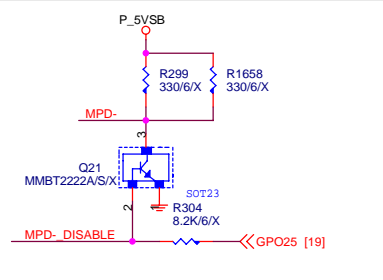 P_5VSB
R299
330/6/X
R1658
330/6/X
MPD-
3
Q21
MMBT2222A/S/X
SOT23
2
R304
8.2K/6/X
MPD-_DISABLE
GPO25 [19]